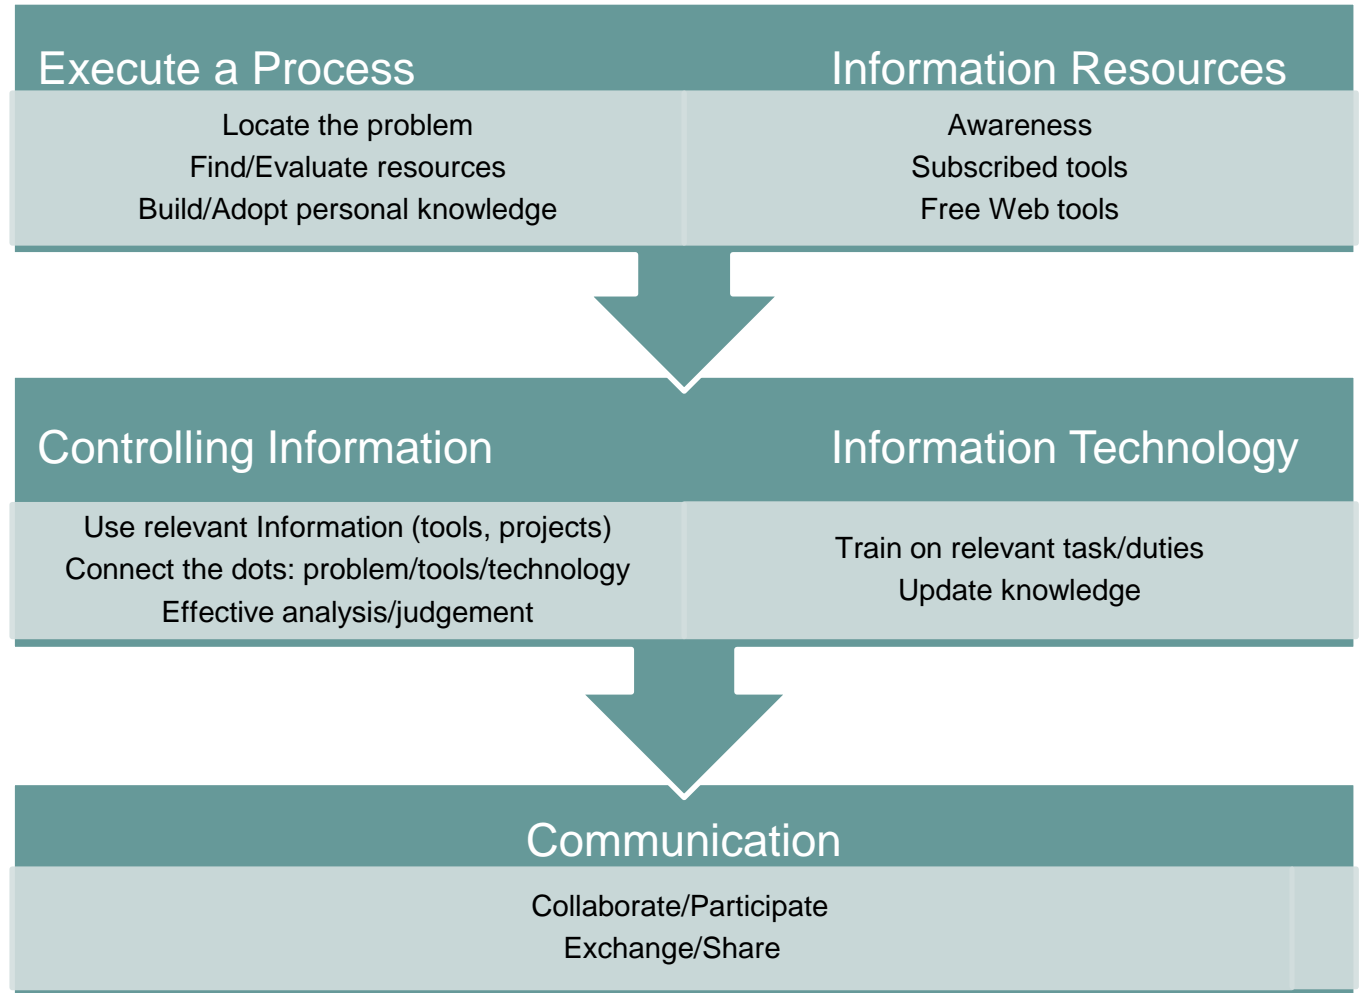 Execute a Process
Information Resources
Locate the problem
Find/Evaluate resources
Build/Adopt personal knowledge
Awareness
Subscribed tools
Free Web tools
Controlling Information
Information Technology
Use relevant Information (tools, projects)
Connect the dots: problem/tools/technology
Effective analysis/judgement
Train on relevant task/duties
Update knowledge
Communication
Collaborate/Participate
Exchange/Share